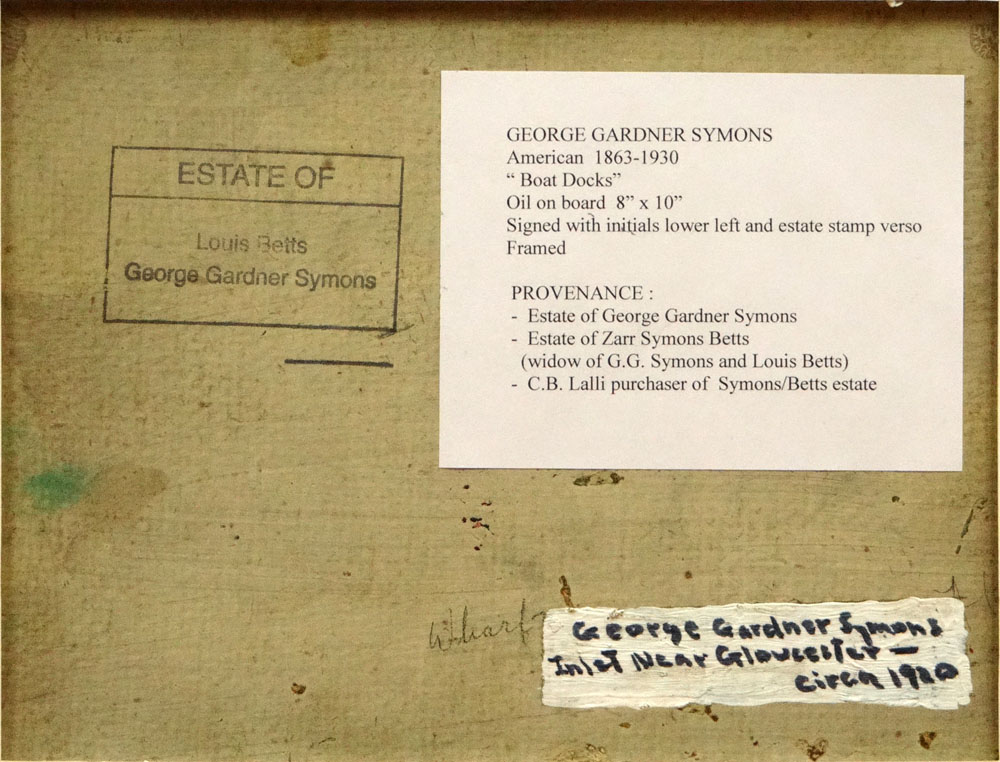 ESTATE OF
Louis Betts
George Gardner Symons
GEORGE GARDNER SYMONS
American 1863-1930
“ Boat Docks”
Oil on board 8” x 10”
Signed with initials lower left and estate stamp verso
Framed
PROVENANCE :
- Estate of George Gardner Symons
- Estate of Zarr Symons Betts
(widow of G.G. Symons and Louis Betts)
- C.B. Lalli purchaser of Symons/Betts estate
Wharf
George Gardner Symons
Inlet Near Gloucester —
circa 1920